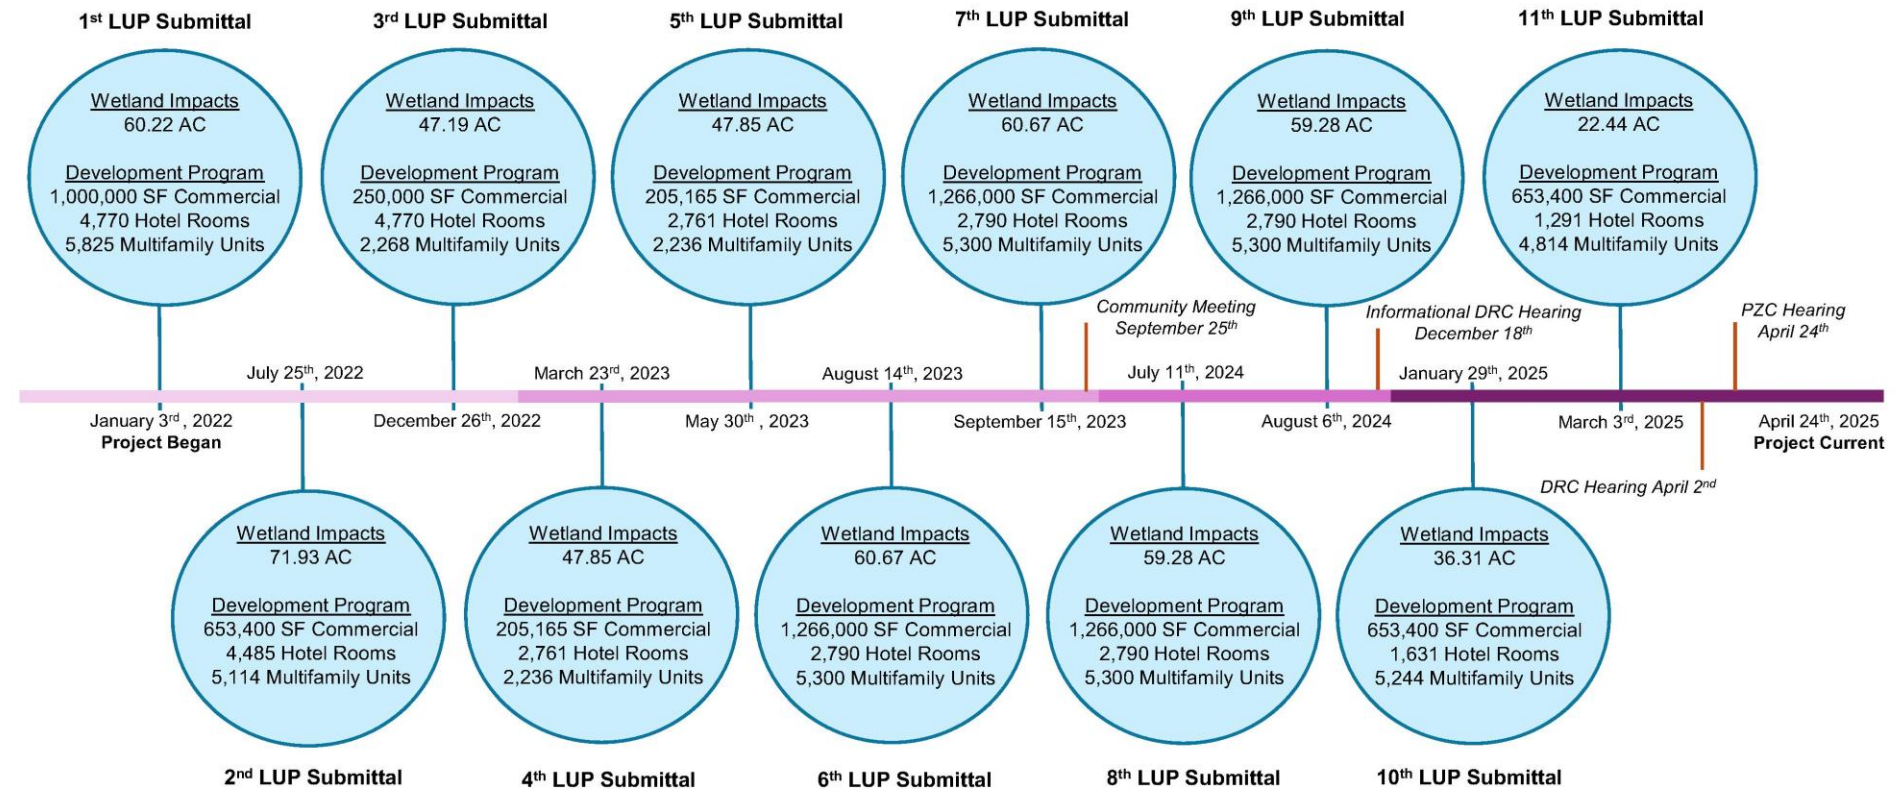 1st LUP Submittal
3rd LUP Submittal
5th LUP Submittal
7th LUP Submittal
9th LUP Submittal
11th LUP Submittal
Wetland Impacts
60.22 AC
Development Program
1,000,000 SF Commercial
4,770 Hotel Rooms
5,825 Multifamily Units
Wetland Impacts
47.19 AC
Development Program
250,000 SF Commercial
4,770 Hotel Rooms
2,268 Multifamily Units
Wetland Impacts
47.85 AC
Development Program
205,165 SF Commercial
2,761 Hotel Rooms
2,236 Multifamily Units
Wetland Impacts
60.67 AC
Development Program
1,266,000 SF Commercial
2,790 Hotel Rooms
5,300 Multifamily Units
Wetland Impacts
59.28 AC
Development Program
1,266,000 SF Commercial
2,790 Hotel Rooms
5,300 Multifamily Units
Wetland Impacts
22.44 AC
Development Program
653,400 SF Commercial
1,291 Hotel Rooms
4,814 Multifamily Units
Community Meeting
September 25th
Informational DRC Hearing
December 18th
PZC Hearing
April 24th
July 25th, 2022
March 23rd, 2023
August 14th, 2023
July 11th, 2024
January 29th, 2025
January 3rd , 2022
Project Began
December 26th, 2022
May 30th , 2023
September 15th, 2023
August 6th, 2024
March 3rd, 2025
April 24th, 2025
Project Current
DRC Hearing April 2nd
Wetland Impacts
71.93 AC
Development Program
653,400 SF Commercial
4,485 Hotel Rooms
5,114 Multifamily Units
Wetland Impacts
47.85 AC
Development Program
205,165 SF Commercial
2,761 Hotel Rooms
2,236 Multifamily Units
Wetland Impacts
60.67 AC
Development Program
1,266,000 SF Commercial
2,790 Hotel Rooms
5,300 Multifamily Units
Wetland Impacts
59.28 AC
Development Program
1,266,000 SF Commercial
2,790 Hotel Rooms
5,300 Multifamily Units
Wetland Impacts
36.31 AC
Development Program
653,400 SF Commercial
1,631 Hotel Rooms
5,244 Multifamily Units
2nd LUP Submittal
4th LUP Submittal
6th LUP Submittal
8th LUP Submittal
10th LUP Submittal